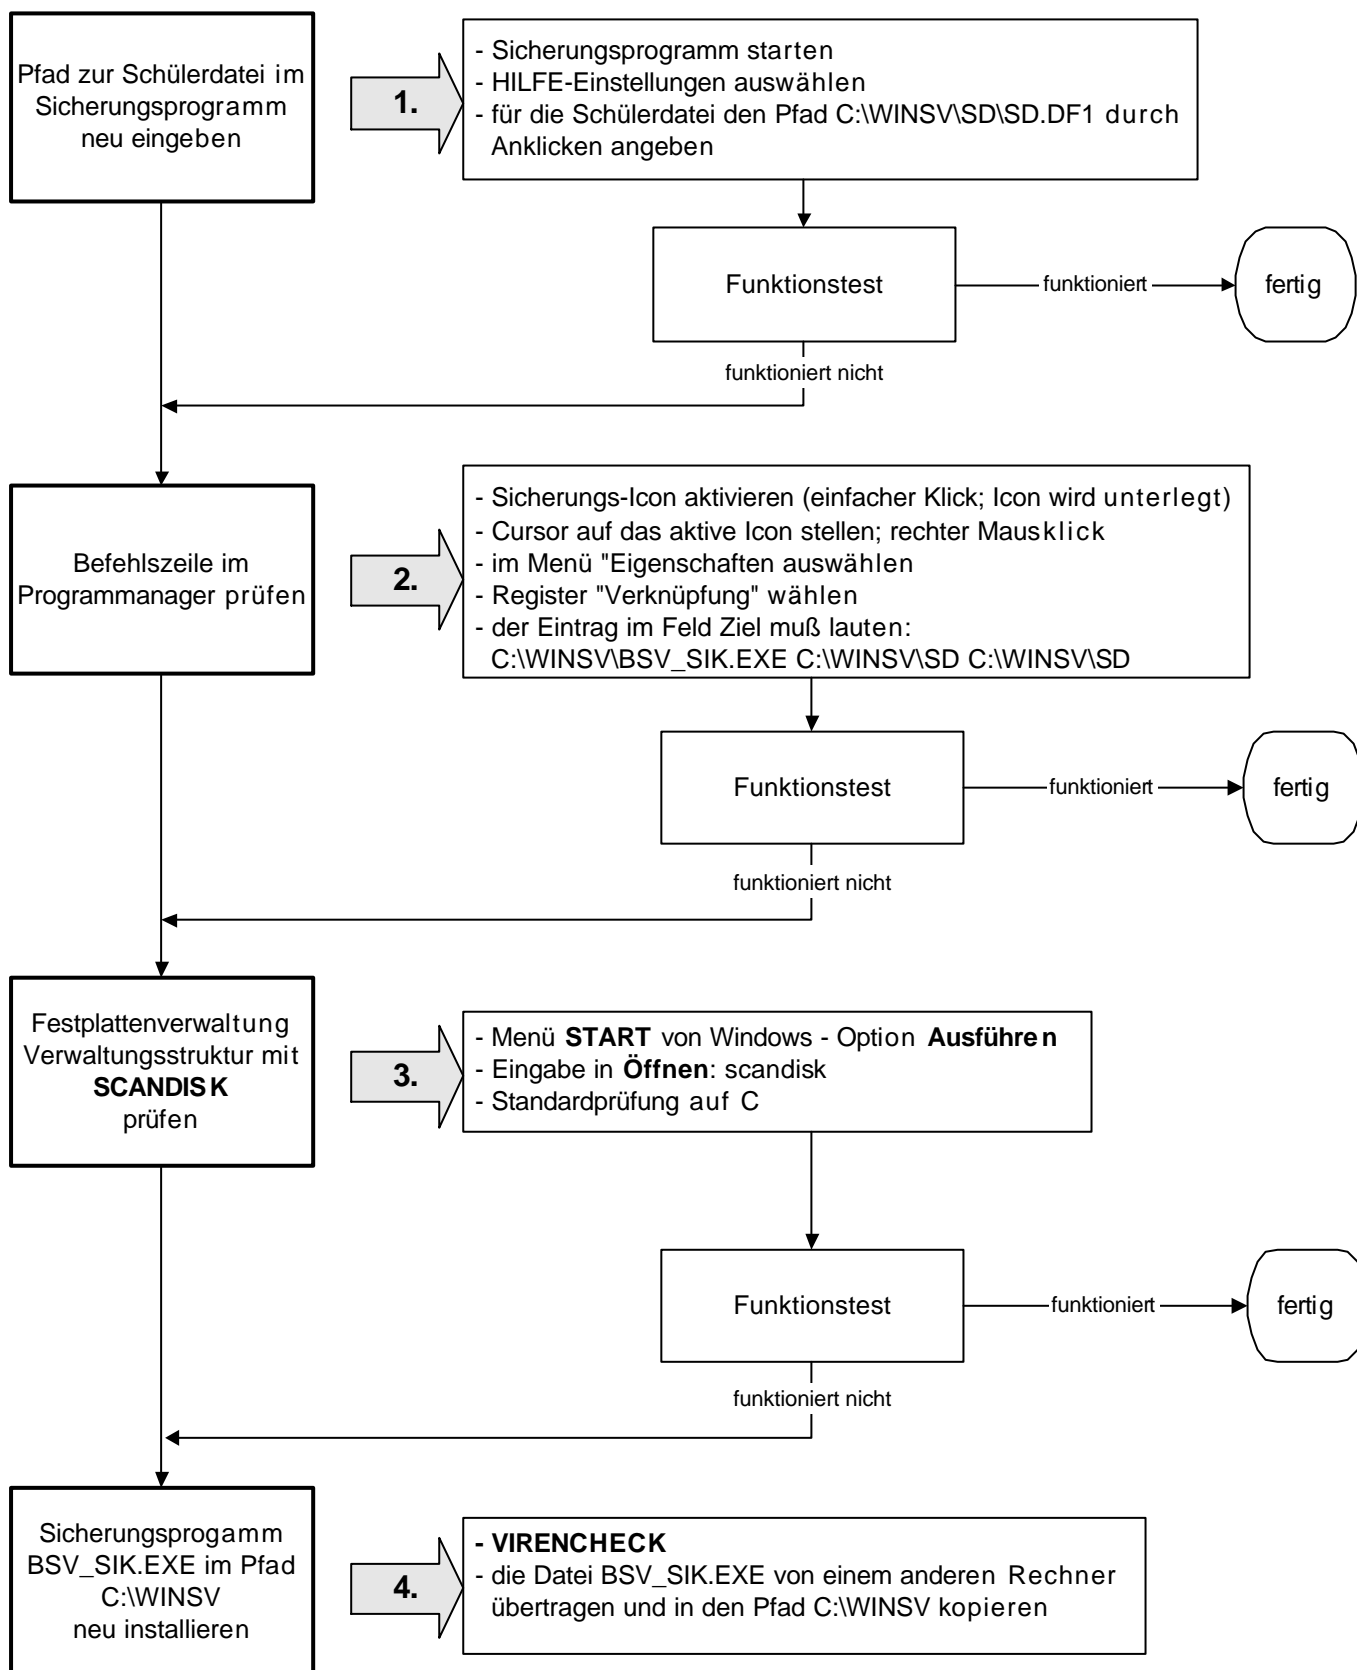 Pfad zur Schülerdatei im
Sicherungsprogramm
neu eingeben
1.
- Sicherungsprogramm starten
- HILFE-Einstellungen auswählen
- für die Schülerdatei den Pfad C:\WINSV\SD\SD.DF1 durch
Anklicken angeben
Funktionstest
funktioniert
fertig
funktioniert nicht
Befehlszeile im
Programmanager prüfen
2.
- Sicherungs-Icon aktivieren (einfacher Klick; Icon wird unterlegt)
- Cursor auf das aktive Icon stellen; rechter Mausklick
- im Menü "Eigenschaften auswählen
- Register "Verknüpfung" wählen
- der Eintrag im Feld Ziel muß lauten:
C:\WINSV\BSV_SIK.EXE C:\WINSV\SD C:\WINSV\SD
Funktionstest
funktioniert
fertig
funktioniert nicht
Festplattenverwaltung
Verwaltungsstruktur mit
SCANDISK
prüfen
3.
- Menü START von Windows - Option Ausführen
- Eingabe in Öffnen: scandisk
- Standardprüfung auf C
Funktionstest
funktioniert
fertig
funktioniert nicht
Sicherungsprogamm
BSV_SIK.EXE im Pfad
C:\WINSV
neu installieren
4.
- VIRENCHECK
- die Datei BSV_SIK.EXE von einem anderen Rechner
übertragen und in den Pfad C:\WINSV kopieren